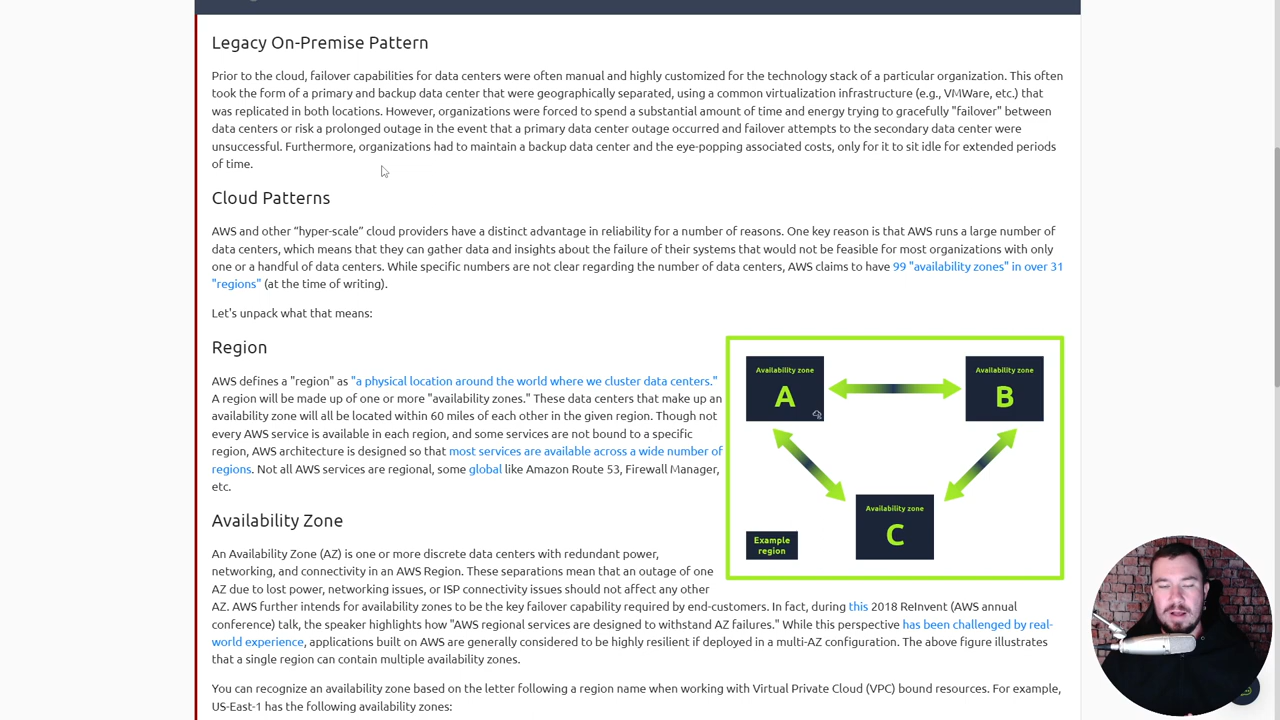 Legacy On-Premise Pattern
Prior to the cloud, failover capabilities for data centers were often manual and highly customized for the technology stack of a particular organization. This often
took the form of a primary and backup data center that were geographically separated, using a common virtualization infrastructure (e.g., VMWare, etc.) that
was replicated in both locations. However, organizations were forced to spend a substantial amount of time and energy trying to gracefully "failover" between
data centers or risk a prolonged outage in the event that a primary data center outage occurred and failover attempts to the secondary data center were
unsuccessful. Furthermore, organizations had to maintain a backup data center and the eye-popping associated costs, only for it to sit idle for extended periods
of time.
Cloud Patterns
AWS and other “hyper-scale” cloud providers have a distinct advantage in reliability for a number of reasons. One key reason is that AWS runs a large number of
data centers, which means that they can gather data and insights about the failure of their systems that would not be feasible for most organizations with only
one or a handful of data centers. While specific numbers are not clear regarding the number of data centers, AWS claims to have 99 "availability zones" in over 31
"regions" (at the time of writing).
Let's unpack what that means:
Region
AWS defines a "region" as "a physical location around the world where we cluster data centers."
A region will be made up of one or more "availability zones." These data centers that make up an
availability zone will all be located within 60 miles of each other in the given region. Though not
every AWS service is available in each region, and some services are not bound to a specific
region, AWS architecture is designed so that most services are available across a wide number of
regions. Not all AWS services are regional, some global like Amazon Route 53, Firewall Manager,
etc.
Availability zone
A
Availability zone
B
Availability zone
C
Example
region
Availability Zone
An Availability Zone (AZ) is one or more discrete data centers with redundant power,
networking, and connectivity in an AWS Region. These separations mean that an outage of one
AZ due to lost power, networking issues, or ISP connectivity issues should not affect any other
AZ. AWS further intends for availability zones to be the key failover capability required by end-customers. In fact, during this 2018 ReInvent (AWS annual
conference) talk, the speaker highlights how "AWS regional services are designed to withstand AZ failures." While this perspective has been challenged by real-
world experience, applications built on AWS are generally considered to be highly resilient if deployed in a multi-AZ configuration. The above figure illustrates
that a single region can contain multiple availability zones.
You can recognize an availability zone based on the letter following a region name when working with Virtual Private Cloud (VPC) bound resources. For example,
US-East-1 has the following availability zones: